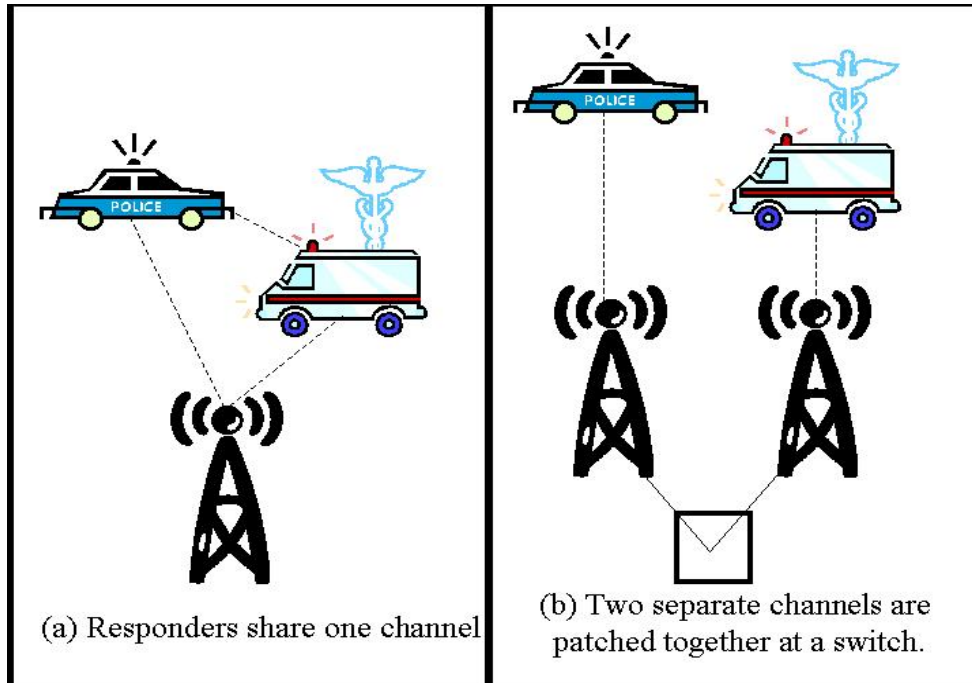 POLICE
(a) Responders share one channel
POLICE
(b) Two separate channels are
patched together at a switch.